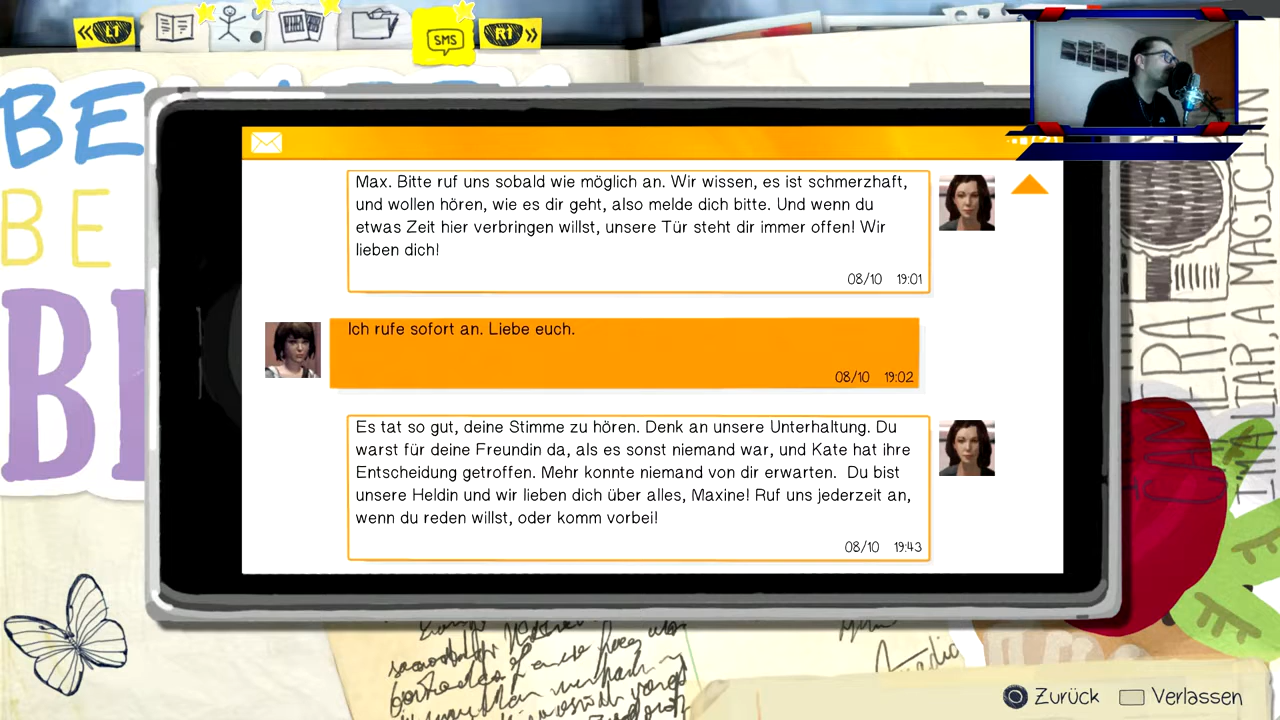 L1
SMS
R1
BE
BE
Max. Bitte ruf uns sobald wie möglich an. Wir wissen, es ist schmerzhaft,
und wollen hören, wie es dir geht, also melde dich bitte. Und wenn du
etwas Zeit hier verbringen willst, unsere Tür steht dir immer offen! Wir
lieben dich!
08/10 19:01
Ich rufe sofort an. Liebe euch.
08/10 19:02
Es tat so gut, deine Stimme zu hören. Denk an unsere Unterhaltung. Du
warst für deine Freundin da, als es sonst niemand war, und Kate hat ihre
Entscheidung getroffen. Mehr konnte niemand von dir erwarten. Du bist
unsere Heldin und wir lieben dich über alles, Maxine! Ruf uns jederzeit an,
wenn du reden willst, oder komm vorbei!
08/10 19:43
Zurück
Verlassen